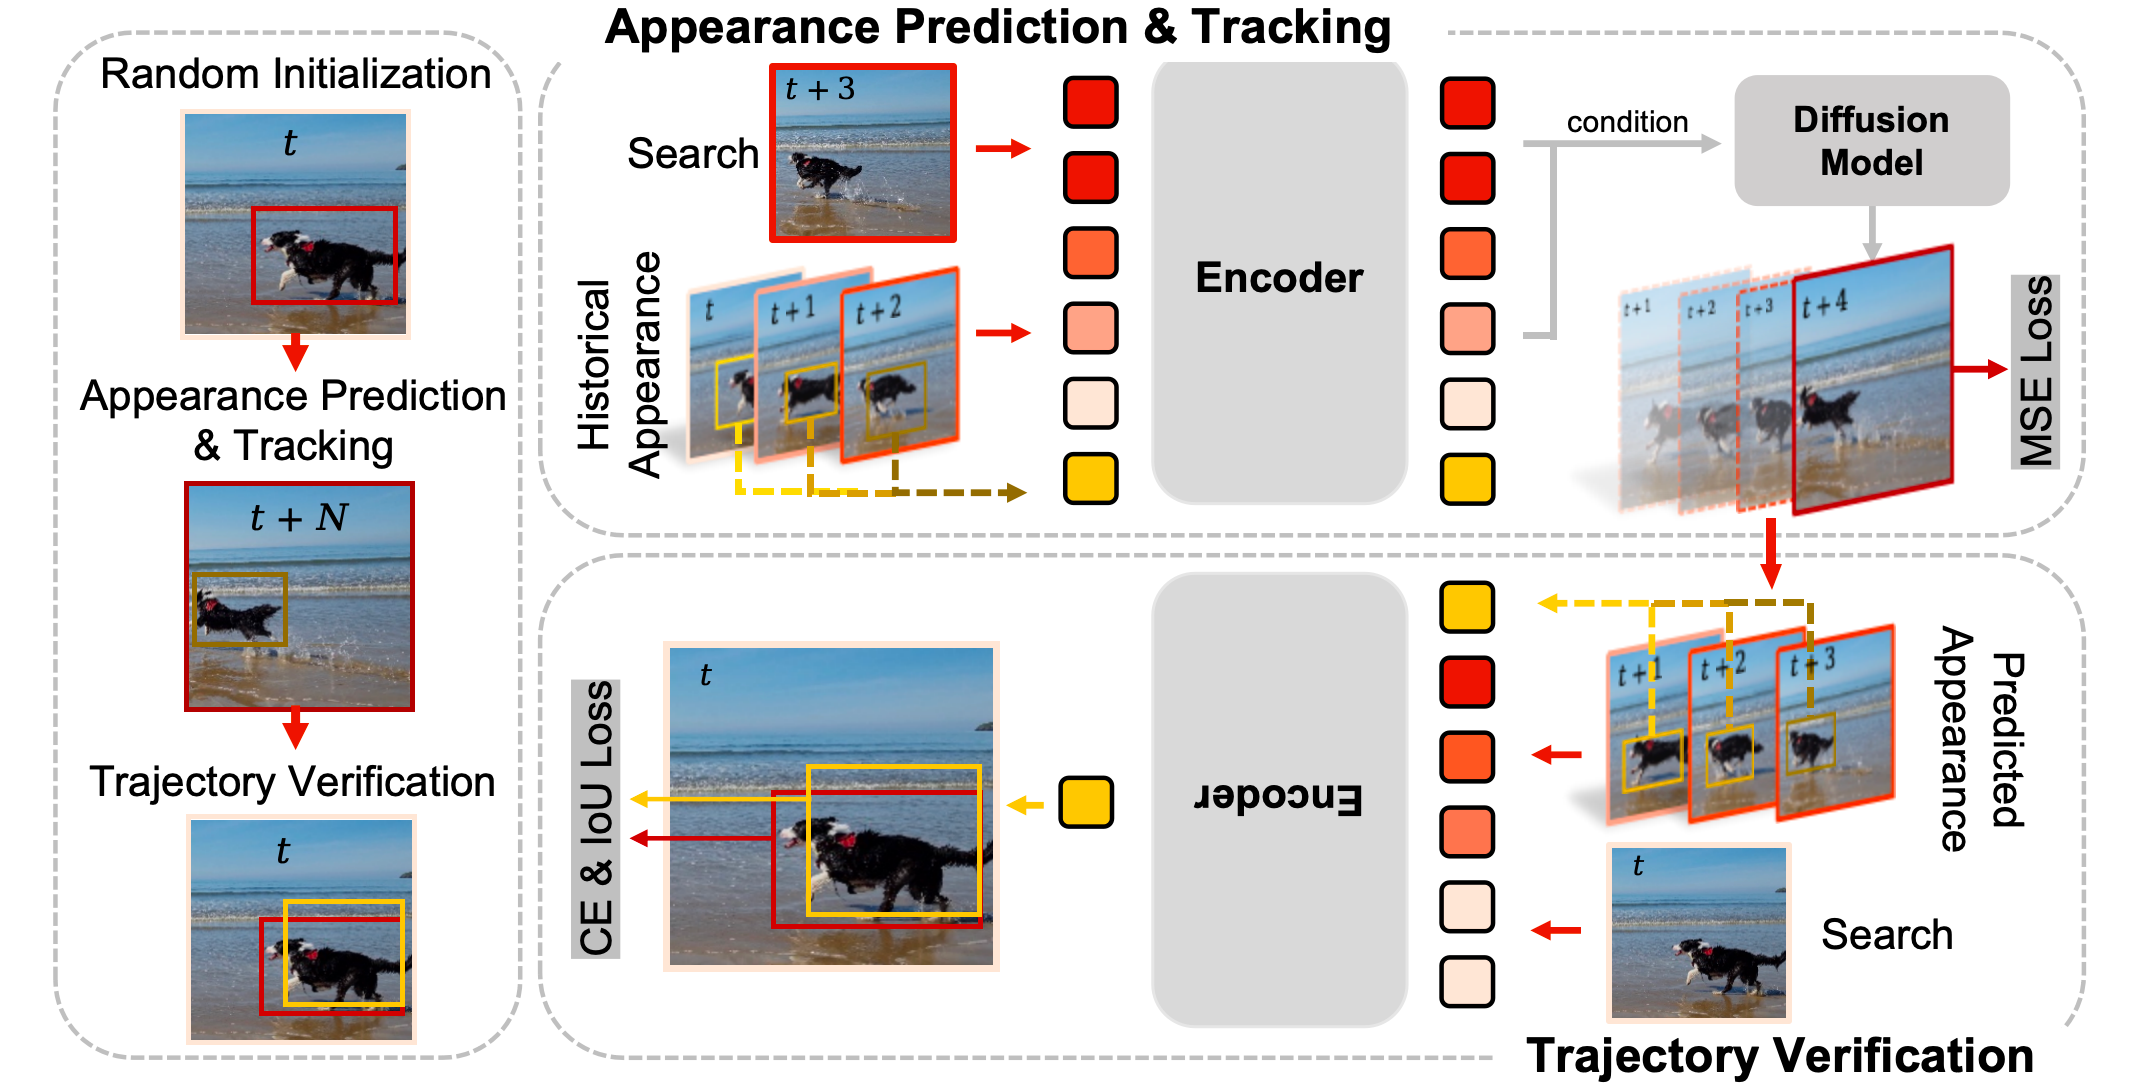 Random Initialization
t
Appearance Prediction
& Tracking
t + N
Trajectory Verification
t
Appearance Prediction & Tracking
t + 3
Search
Historical
Appearance
t
t + 1
t + 2
Encoder
condition
Diffusion
Model
t + 1
t + 2
t + 3
t + 4
MSE Loss
CE & IoU Loss
t
Encoder
t + 1
t + 2
t + 3
Predicted
Appearance
t
Search
Trajectory Verification